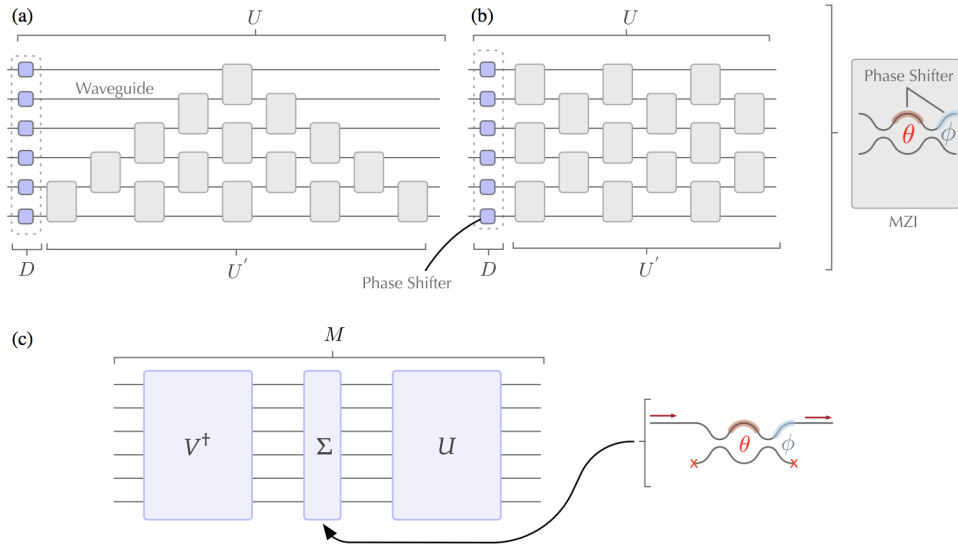 (a)
U
(b)
U
Waveguide
Phase Shifter
θ
ϕ
MZI
D
U′
Phase Shifter
D
U′
(c)
M
V†
Σ
U
θ
ϕ
x
x